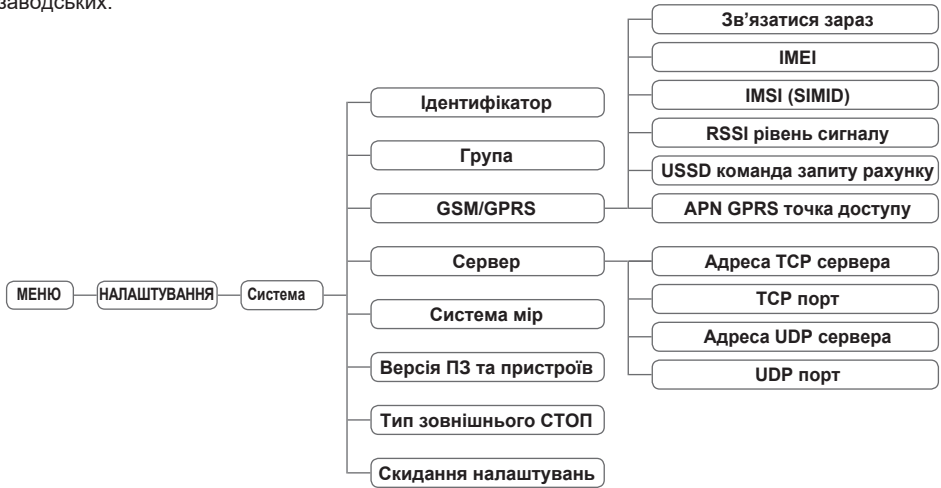 заводських.
Зв’язатися зараз
IMEI
IMSI (SIMID)
RSSI рівень сигналу
USSD команда запиту рахунку
APN GPRS точка доступу
Ідентифікатор
Група
GSM/GPRS
Сервер
Адреса TCP сервера
TCP порт
Адреса UDP сервера
UDP порт
МЕНЮ
НАЛАШТУВАННЯ
Система
Система мір
Версія ПЗ та пристроїв
Тип зовнішнього СТОП
Скидання налаштувань